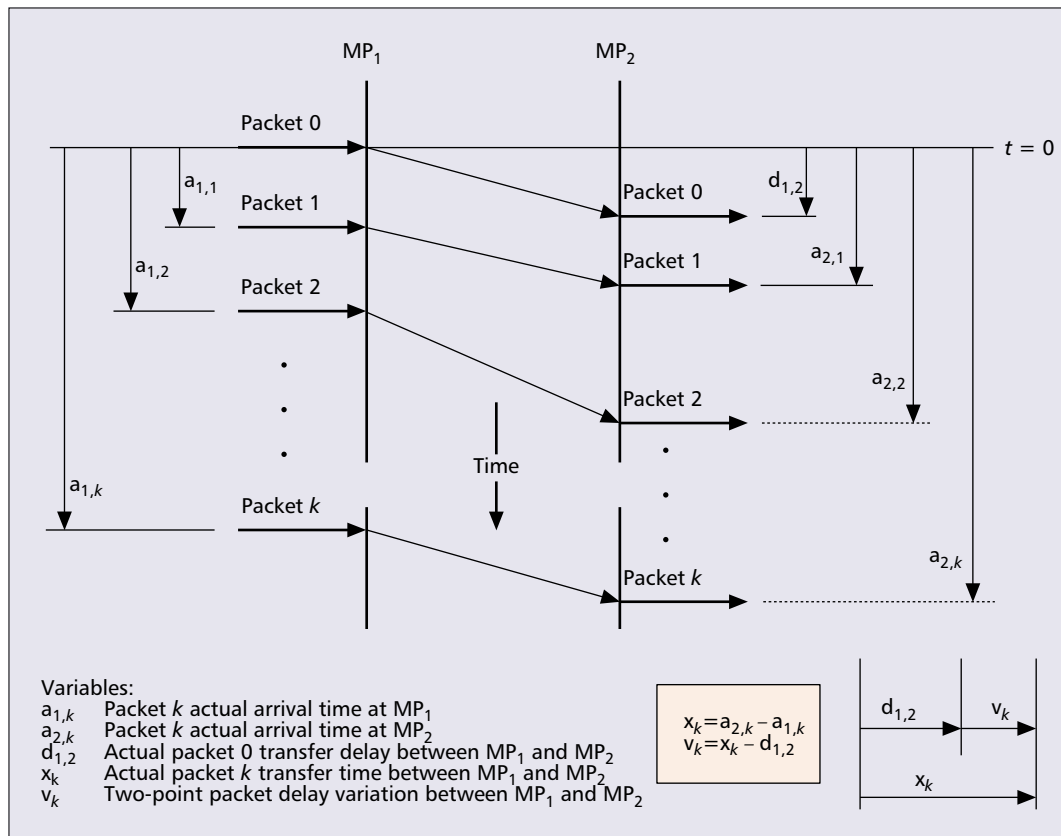 MP1 MP2
Packet 0
t = 0
a1,1
d1,2
Packet 0
Packet 1
a1,2
Packet 1
a2,1
Packet 2
a2,2
Packet 2
Time
a1,k
Packet k
a2,k
Packet k
Variables:
a1,k Packet k actual arrival time at MP1
a2,k Packet k actual arrival time at MP2
d1,2 Actual packet 0 transfer delay between MP1 and MP2
xk Actual packet k transfer time between MP1 and MP2
vk Two-point packet delay variation between MP1 and MP2
xk=a2,k – a1,k
vk=xk – d1,2
d1,2 vk
xk